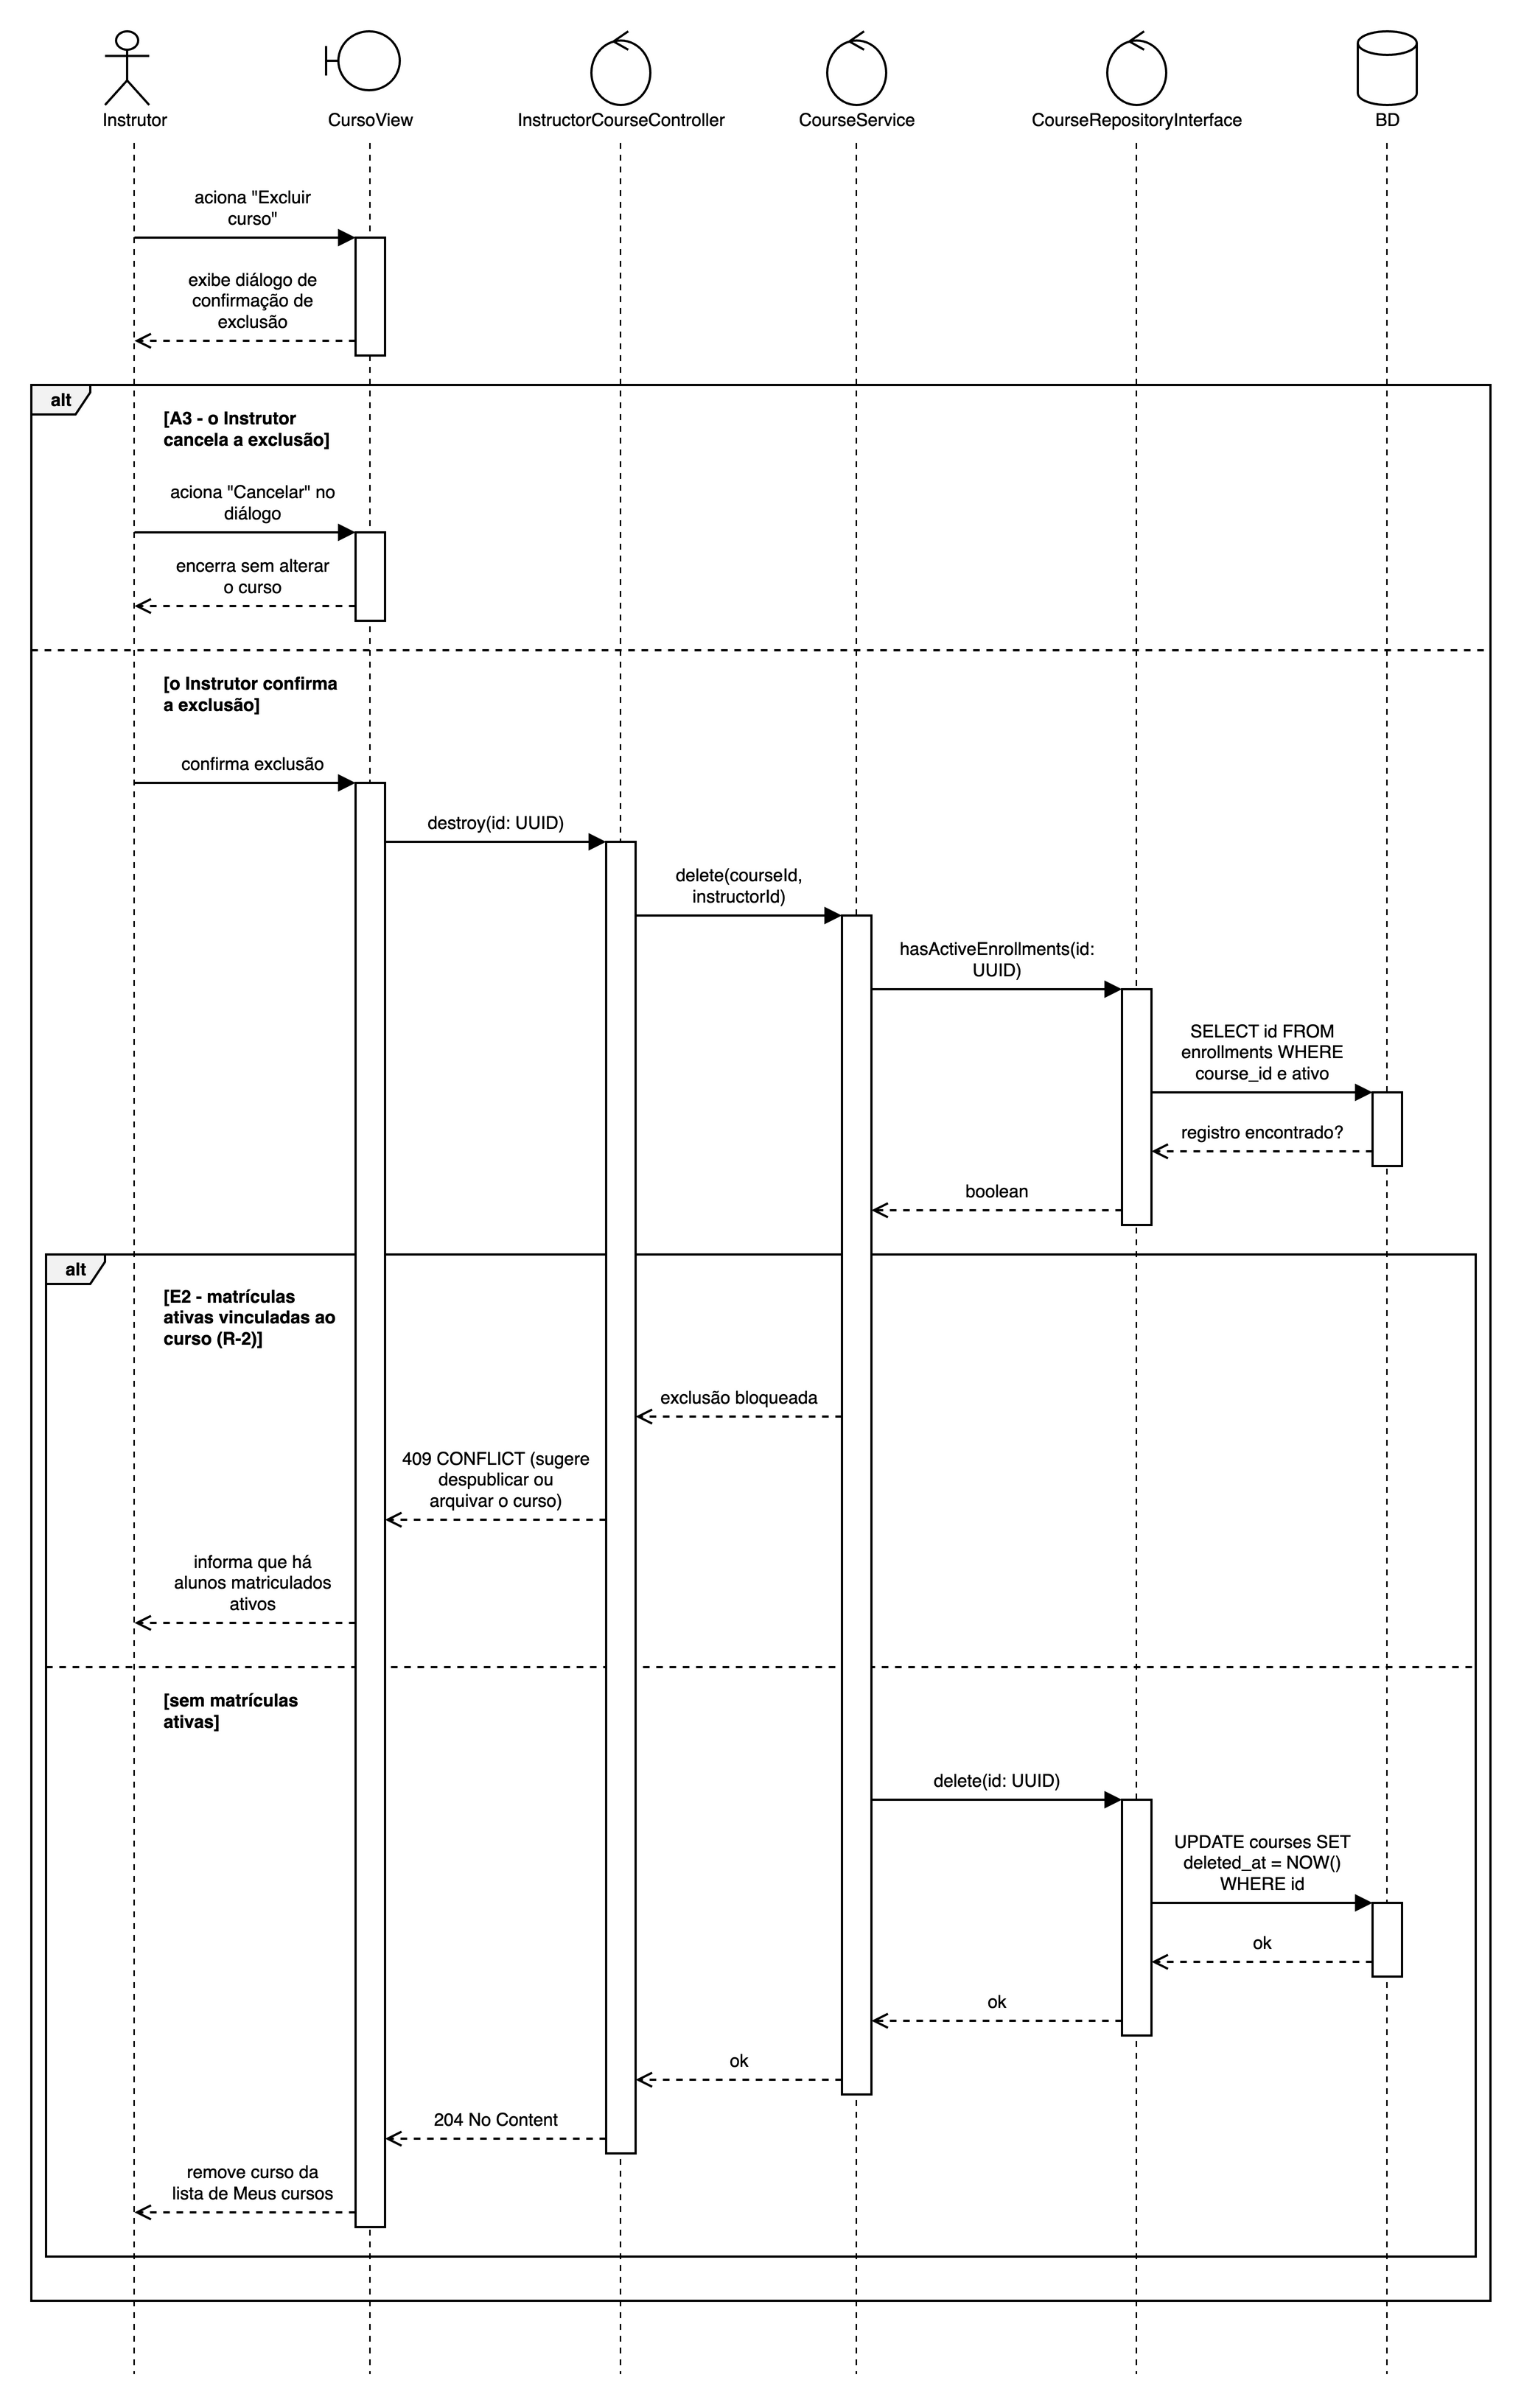 Instrutor
CursoView
InstructorCourseController
CourseService
CourseRepositoryInterface
BD
aciona "Excluir
curso"
exibe diálogo de
confirmação de
exclusão
alt
[A3 - o Instrutor
cancela a exclusão]
aciona "Cancelar" no
diálogo
encerra sem alterar
o curso
[o Instrutor confirma
a exclusão]
confirma exclusão
destroy(id: UUID)
delete(courseId,
instructorId)
hasActiveEnrollments(id:
UUID)
SELECT id FROM
enrollments WHERE
course_id e ativo
registro encontrado?
boolean
alt
[E2 - matrículas
ativas vinculadas ao
curso (R-2)]
exclusão bloqueada
409 CONFLICT (sugere
despublicar ou
arquivar o curso)
informa que há
alunos matriculados
ativos
[sem matrículas
ativas]
delete(id: UUID)
UPDATE courses SET
deleted_at = NOW()
WHERE id
ok
ok
ok
204 No Content
remove curso da
lista de Meus cursos